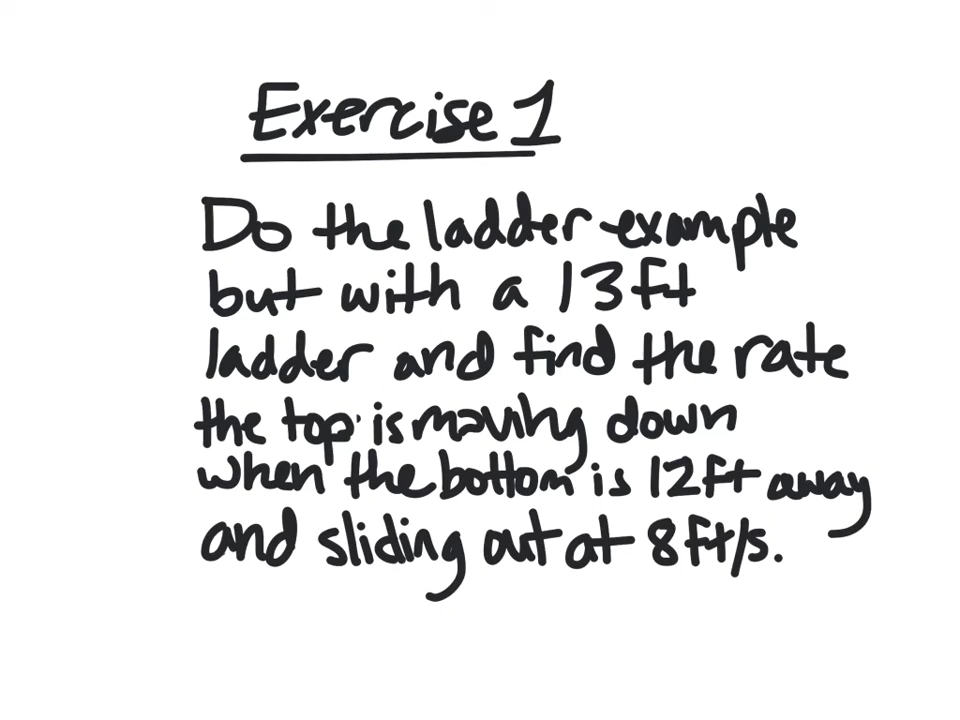 Exercise 1
Do the ladder example
but with a 13ft
ladder and find the rate
the top is moving down
when the bottom is 12ft away
and sliding out at 8ft/s.